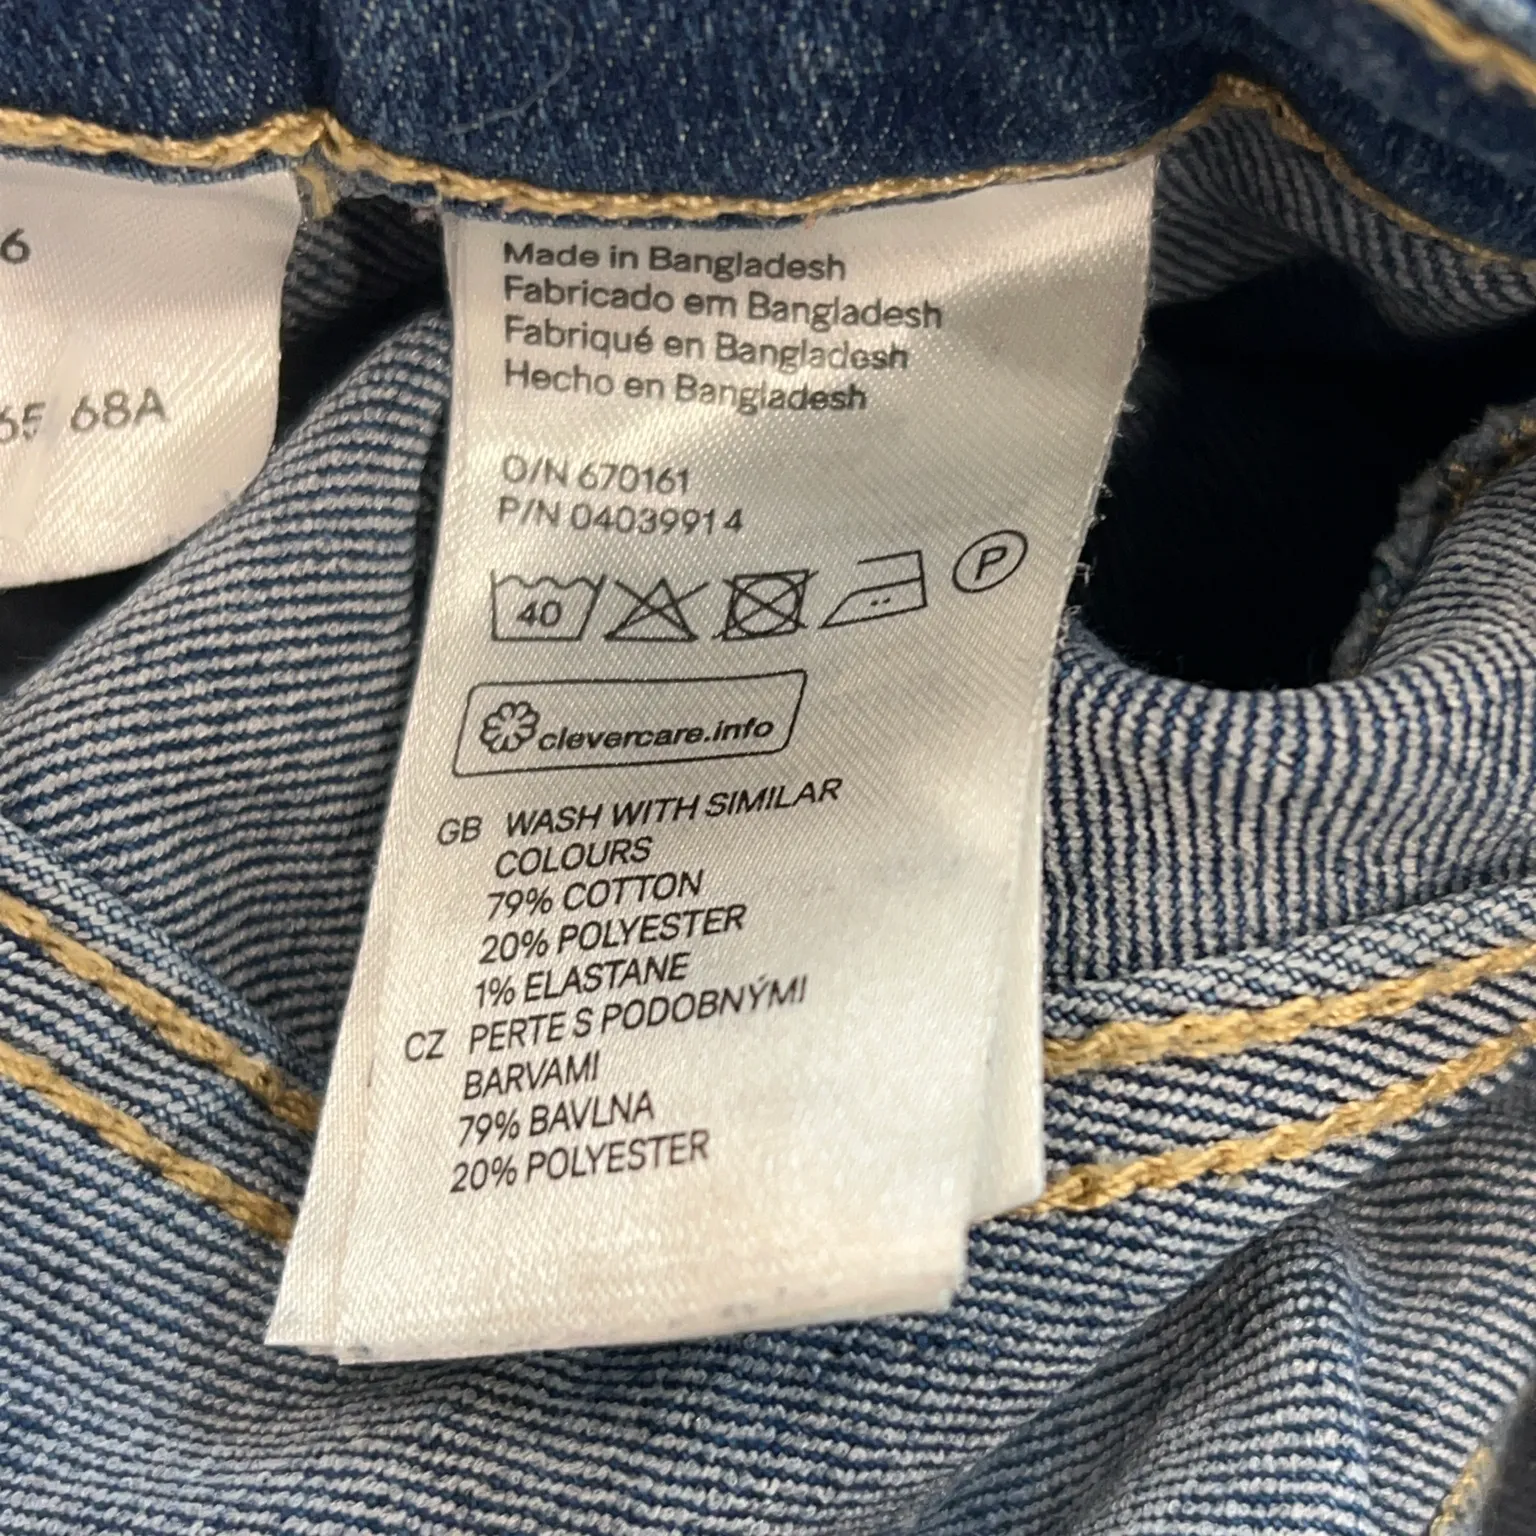 6
68A
Made in Bangladesh
Fabricado em Bangladesh
Fabriqué en Bangladesh
Hecho en Bangladesh
O/N 670161
P/N 04039914
40
P
clevercare.info
GB WASH WITH SIMILAR
COLOURS
79% COTTON
20% POLYESTER
1% ELASTANE
CZ PERTE S PODOBNÝMI
BARVAMI
79% BAVLNA
20% POLYESTER